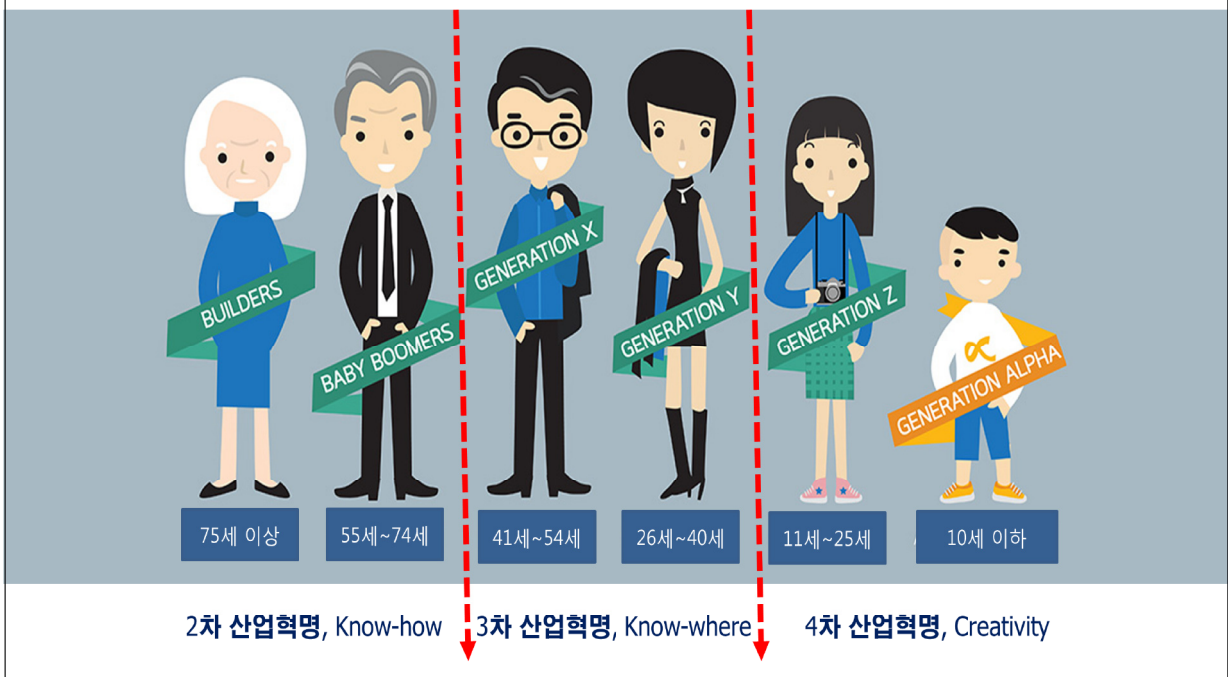 BUILDERS
BABY BOOMERS
GENERATION X
GENERATION Y
GENERATION Z
GENERATION ALPHA
75세 이상
55세~74세
41세~54세
26세~40세
11세~25세
10세 이하
2차 산업혁명, Know-how
3차 산업혁명, Know-where
4차 산업혁명, Creativity